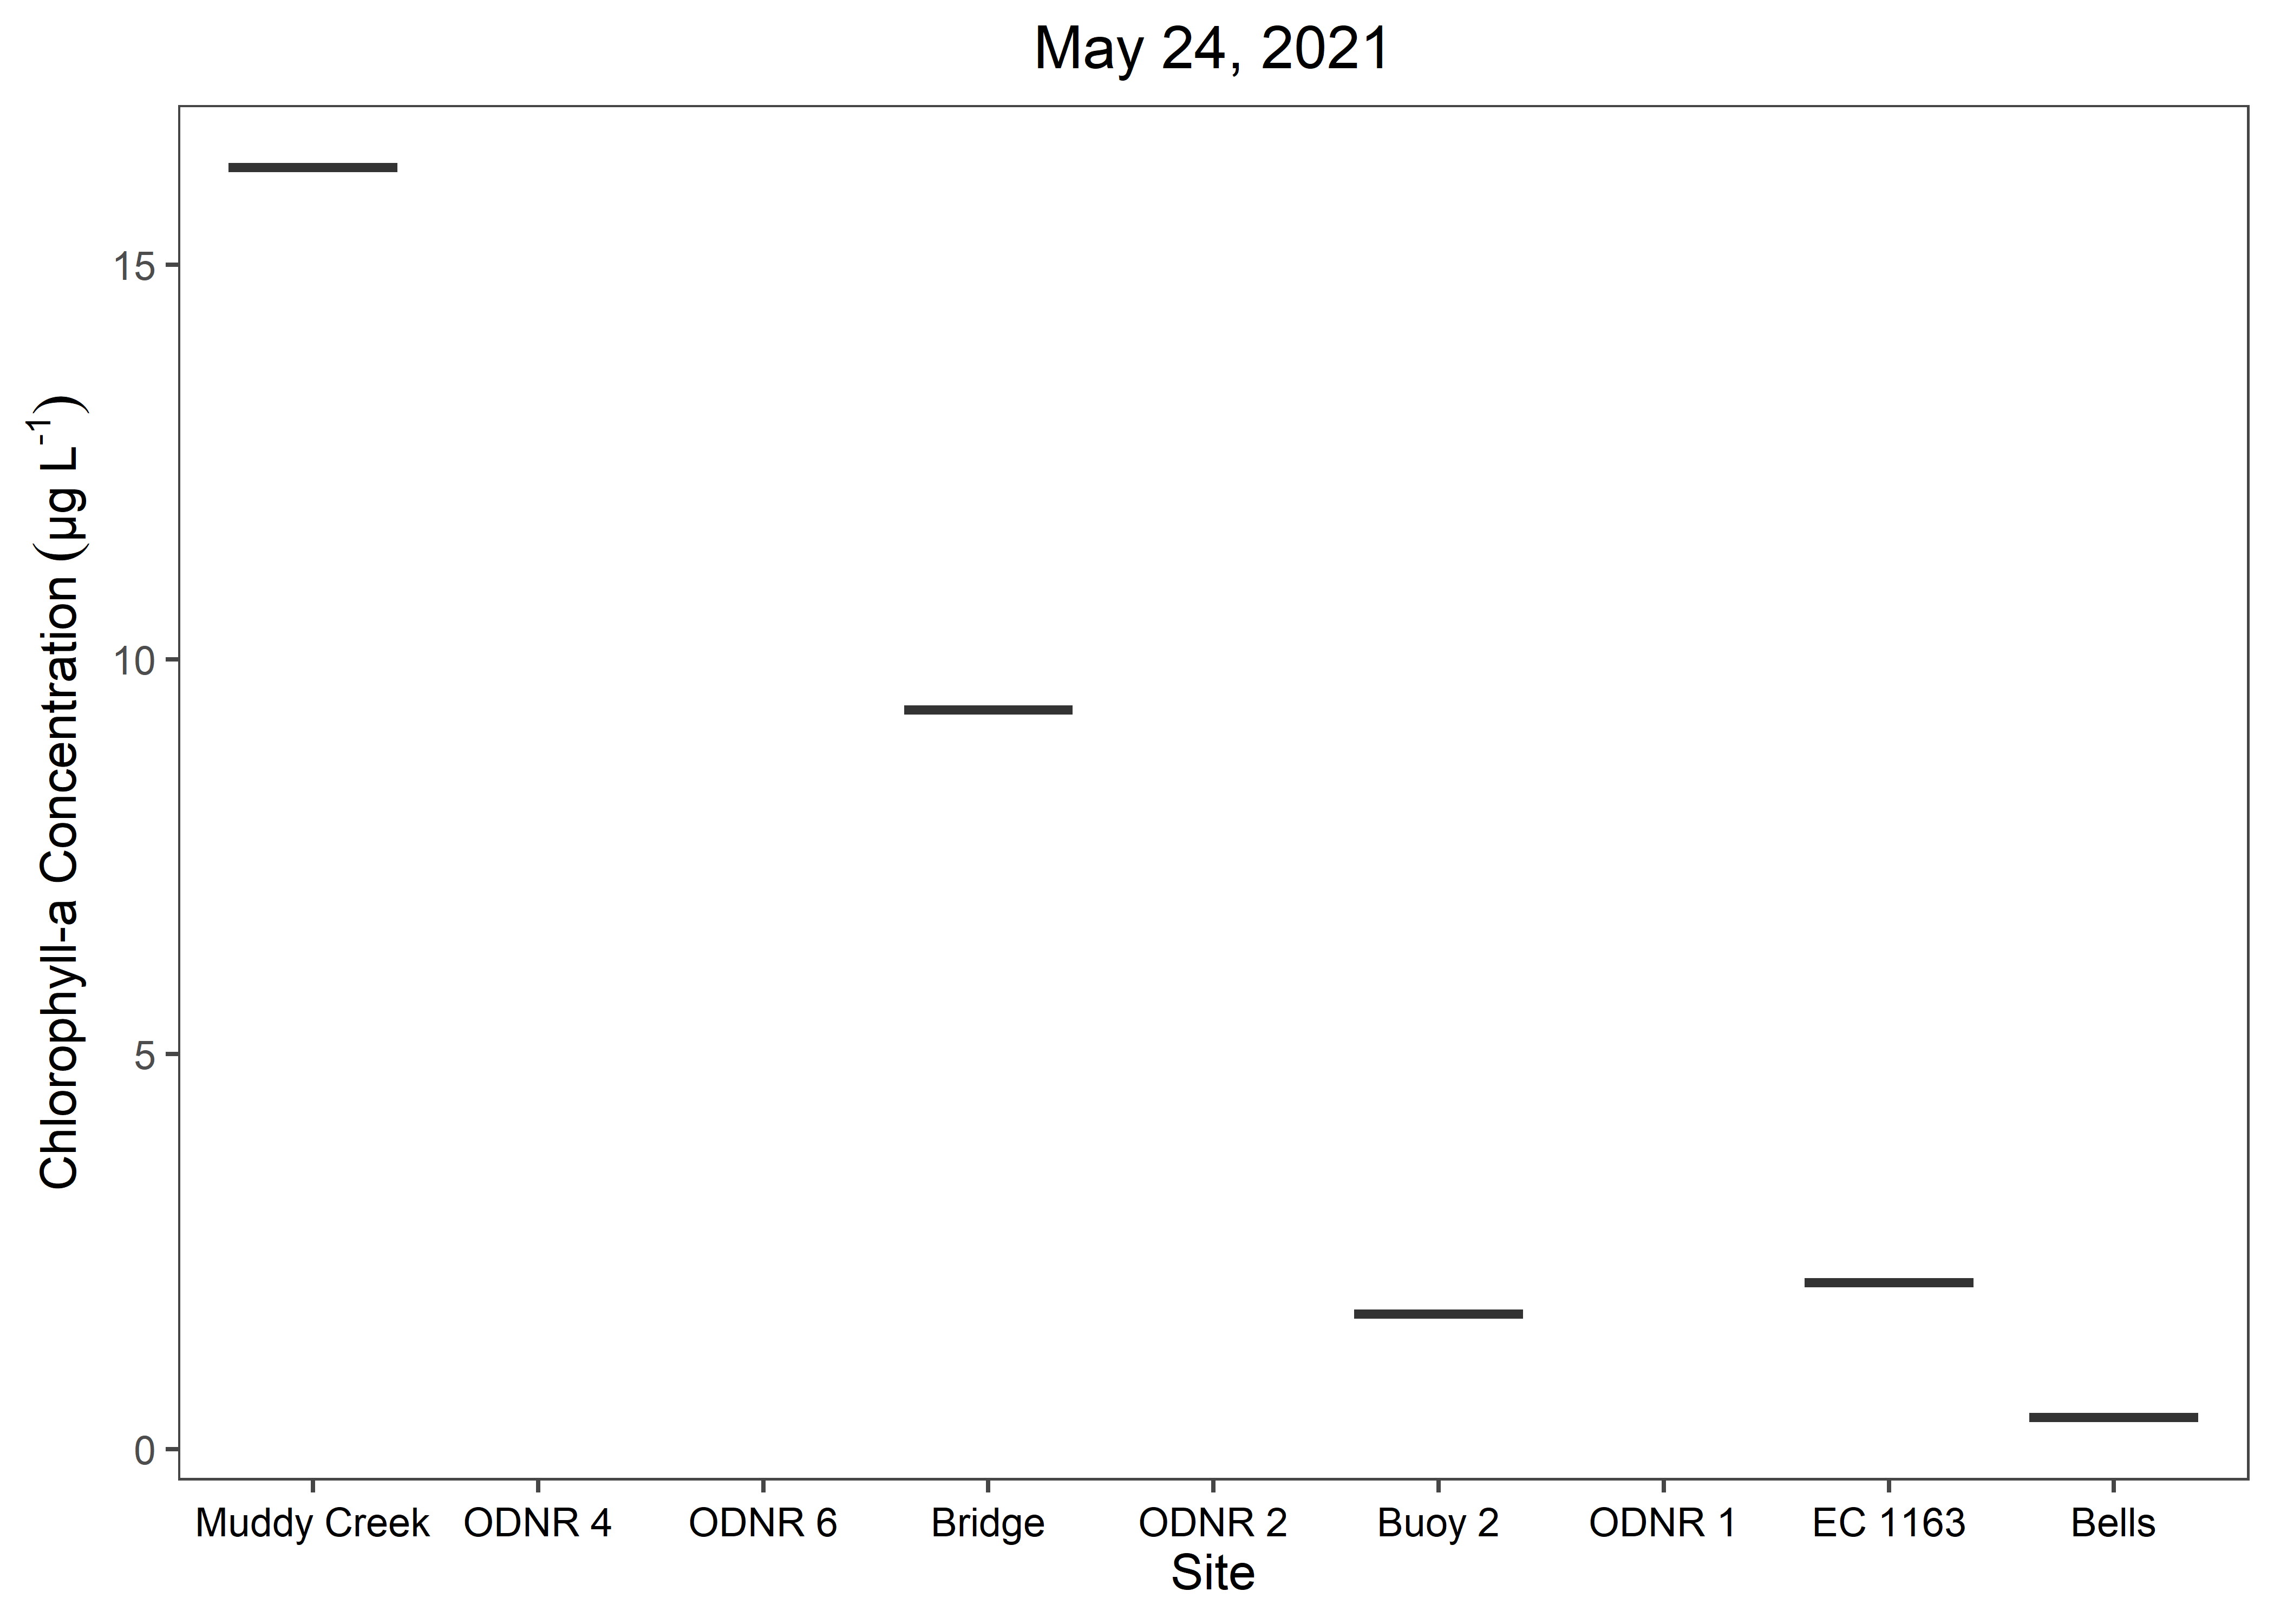 May 24, 2021
Chlorophyll-a Concentration (µg L⁻¹)
15
10
5
0
Muddy Creek ODNR 4 ODNR 6 Bridge ODNR 2 Buoy 2 ODNR 1 EC 1163 Bells
Site